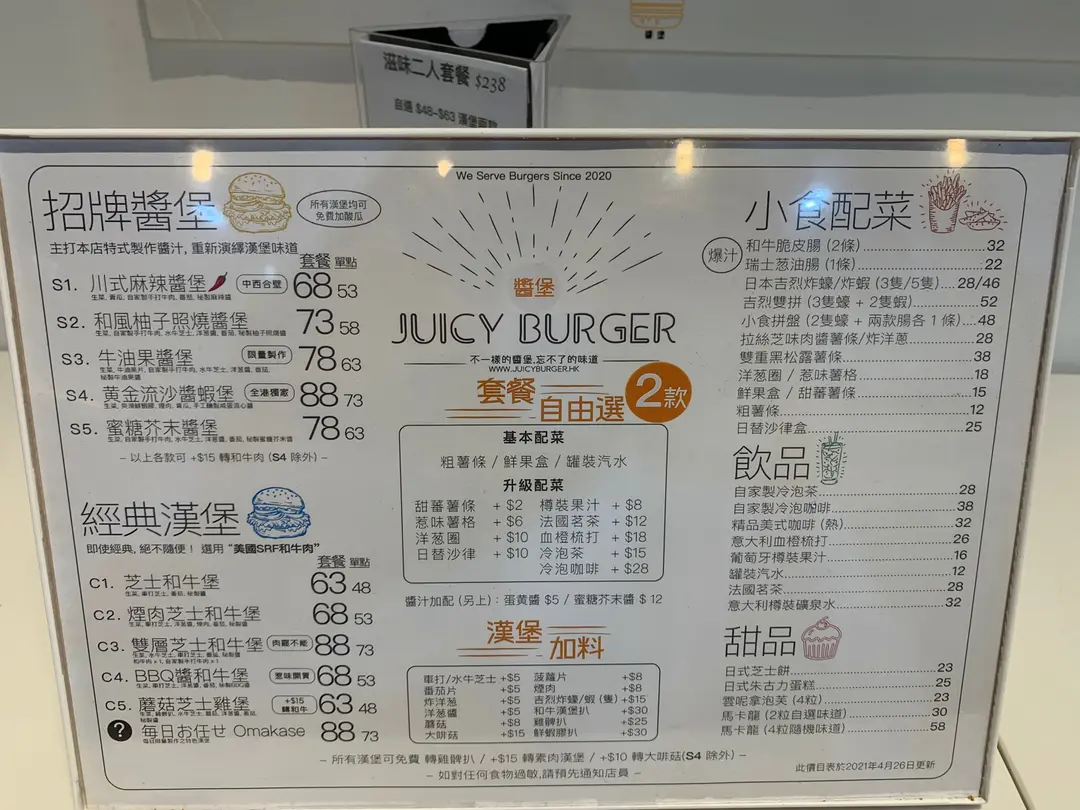 滋味二人套餐 $238
自選 $48-$63 漢堡兩款
We Serve Burgers Since 2020
招牌醬堡
所有漢堡均可
免費加酸瓜
主打本店特式製作醬汁, 重新演繹漢堡味道
套餐 單點
S1. 川式麻辣醬堡 中西合壁 68 53
S2. 和風柚子照燒醬堡 73 58
S3. 牛油果醬堡 限量製作 78 63
S4. 黃金流沙醬蝦堡 全港獨家 88 73
S5. 蜜糖芥末醬堡 78 63
– 以上各款可 +$15 轉和牛肉 (S4 除外) –
經典漢堡
即使經典, 絕不隨便！ 選用 "美國SRF和牛肉"
套餐 單點
C1. 芝士和牛堡 63 48
C2. 煙肉芝士和牛堡 68 53
C3. 雙層芝士和牛堡 肉罷不能 88 73
C4. BBQ醬和牛堡 68 53
C5. 蘑菇芝士雞堡 +$15 轉和牛 63 48
? 每日お任せ Omakase 88 73
醬堡
JUICY BURGER
不一樣的醬堡,忘不了的味道
WWW.JUICYBURGER.HK
套餐 自由選 2款
基本配菜
粗薯條 / 鮮果盒 / 罐裝汽水
升級配菜
甜蕃薯條 + $2 樽裝果汁 + $8
惹味薯格 + $6 法國茗茶 + $12
洋葱圈 + $10 血橙梳打 + $18
日替沙律 + $10 冷泡茶 + $15
冷泡咖啡 + $28
醬汁加配 (另上)：蛋黃醬 $5 / 蜜糖芥末醬 $ 12
漢堡 加料
車打/水牛芝士 +$5 菠蘿片 +$8
番茄片 +$5 煙肉 +$8
炸洋葱 +$5 吉烈炸蠔/蝦 (隻) +$15
洋葱醬 +$5 和牛漢堡扒 +$30
蘑菇 +$8 雞髀扒 +$25
大啡菇 +$15 鮮蝦膠扒 +$30
– 所有漢堡可免費 轉雞髀扒 / +$15 轉素肉漢堡 / +$10 轉大啡菇(S4 除外) –
– 如對任何食物過敏,請預先通知店員 –
小食配菜
爆汁
和牛脆皮腸 (2條) 32
瑞士葱油腸 (1條) 22
日本吉烈炸蠔/炸蝦 (3隻/5隻) 28/46
吉烈雙拼 (3隻蠔 + 2隻蝦) 52
小食拼盤 (2隻蠔 + 兩款腸各 1 條) 48
拉絲芝味肉醬薯條/炸洋葱 28
雙重黑松露薯條 38
洋葱圈 / 惹味薯格 18
鮮果盒 / 甜蕃薯條 15
粗薯條 12
日替沙律盒 25
飲品
自家製冷泡茶 28
自家製冷泡咖啡 38
精品美式咖啡 (熱) 32
意大利血橙梳打 26
葡萄牙樽裝果汁 16
罐裝汽水 12
法國茗茶 28
意大利樽裝礦泉水 32
甜品
日式芝士餅 23
日式朱古力蛋糕 25
雲呢拿泡芙 (4粒) 23
馬卡龍 (2粒自選味道) 30
馬卡龍 (4粒隨機味道) 58
此價目表於2021年4月26日更新